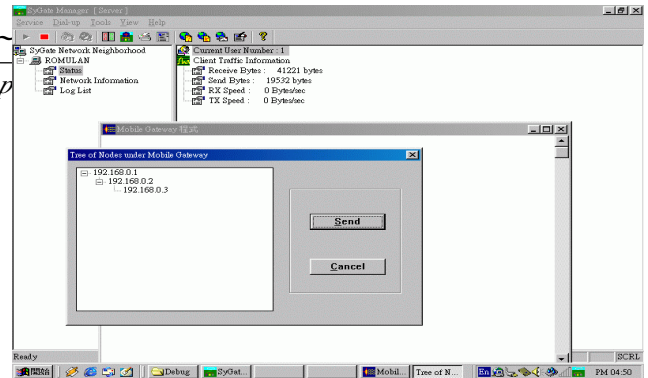 SyGate Manager [ Server ]
Service Dial-up Tools View Help
SyGate Network Neighborhood
ROMULAN
Status
Network Information
Log List
Current User Number : 1
Client Traffic Information
Receive Bytes : 41221 bytes
Send Bytes : 19532 bytes
RX Speed : 0 Bytes/sec
TX Speed : 0 Bytes/sec
~
p
Mobile Gateway 程式
Tree of Nodes under Mobile Gateway
192.168.0.1
192.168.0.2
192.168.0.3
Send
Cancel
Ready
SCRL
開始
Debug
SyGat...
Mobil...
Tree of N...
En
PM 04:50